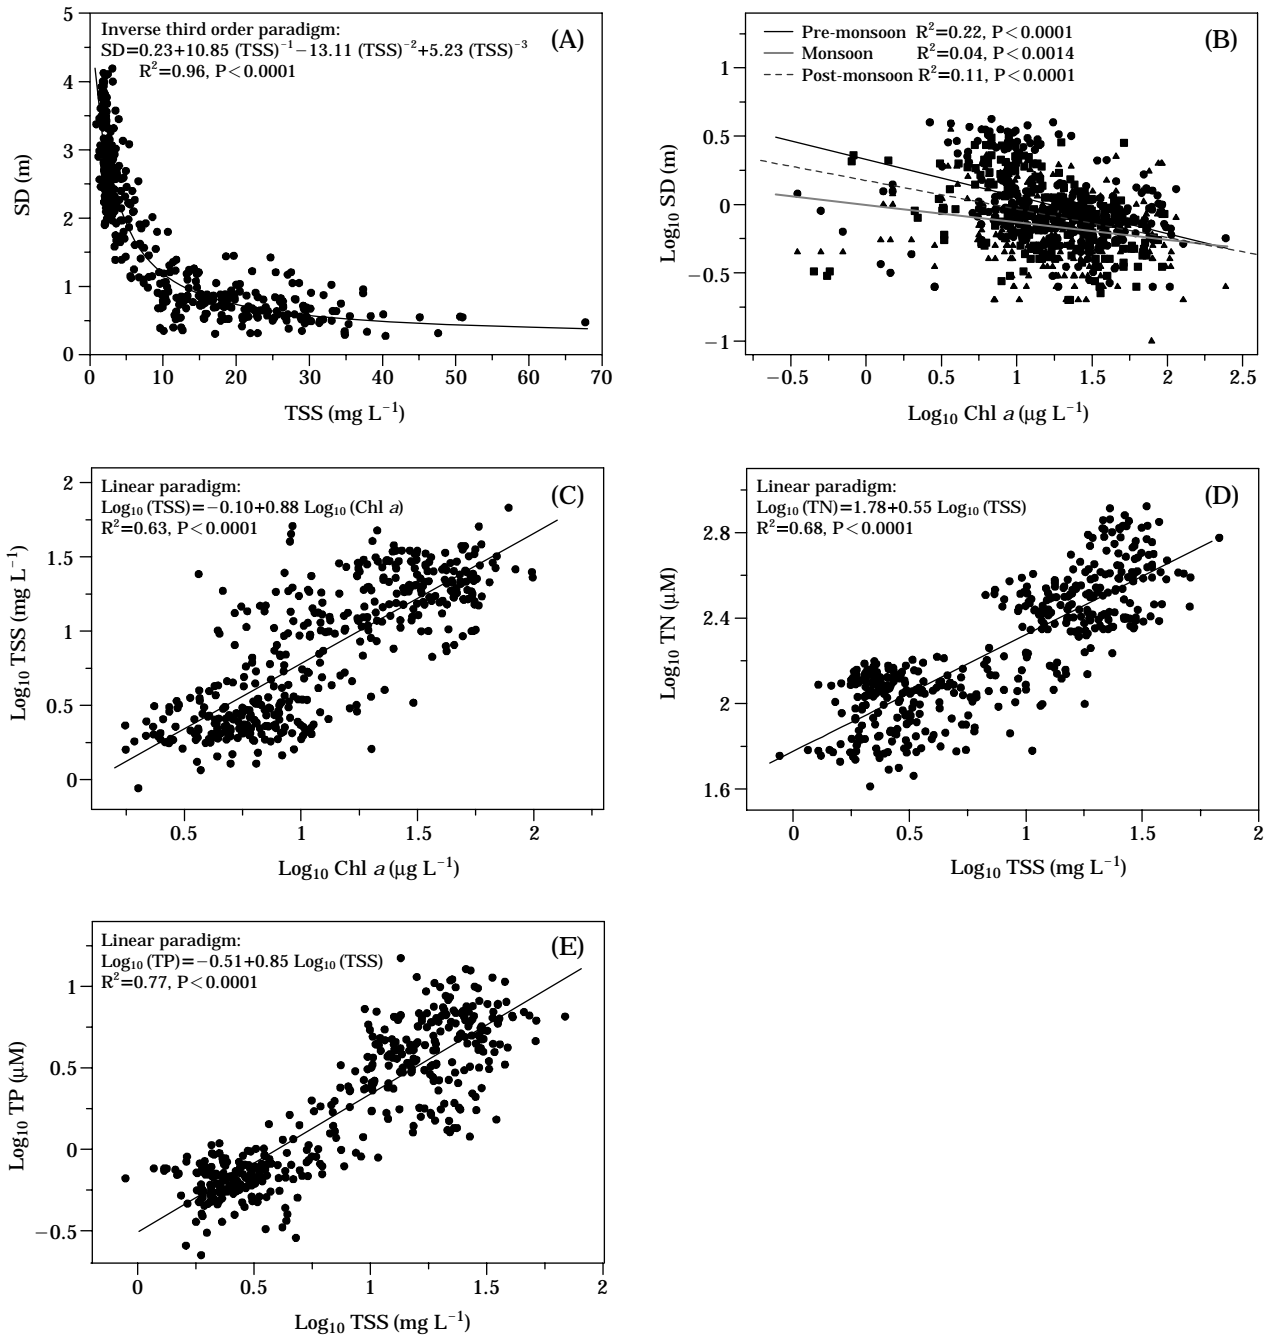 Inverse third order paradigm:
SD=0.23+10.85 (TSS)⁻¹−13.11 (TSS)⁻²+5.23 (TSS)⁻³
R²=0.96, P<0.0001
(A)
5
4
3
2
1
0
SD (m)
0 10 20 30 40 50 60 70
TSS (mg L⁻¹)
Pre-monsoon R²=0.22, P<0.0001
Monsoon R²=0.04, P<0.0014
Post-monsoon R²=0.11, P<0.0001
(B)
1
0.5
0
−0.5
−1
Log₁₀ SD (m)
−0.5 0 0.5 1 1.5 2 2.5
Log₁₀ Chl a (μg L⁻¹)
Linear paradigm:
Log₁₀ (TSS)=−0.10+0.88 Log₁₀ (Chl a)
R²=0.63, P<0.0001
(C)
2
1.5
1
0.5
0
Log₁₀ TSS (mg L⁻¹)
0.5 1 1.5 2
Log₁₀ Chl a (μg L⁻¹)
Linear paradigm:
Log₁₀ (TN)=1.78+0.55 Log₁₀ (TSS)
R²=0.68, P<0.0001
(D)
2.8
2.4
2
1.6
Log₁₀ TN (μM)
0 0.5 1 1.5 2
Log₁₀ TSS (mg L⁻¹)
Linear paradigm:
Log₁₀ (TP)=−0.51+0.85 Log₁₀ (TSS)
R²=0.77, P<0.0001
(E)
1
0.5
0
−0.5
Log₁₀ TP (μM)
0 0.5 1 1.5 2
Log₁₀ TSS (mg L⁻¹)